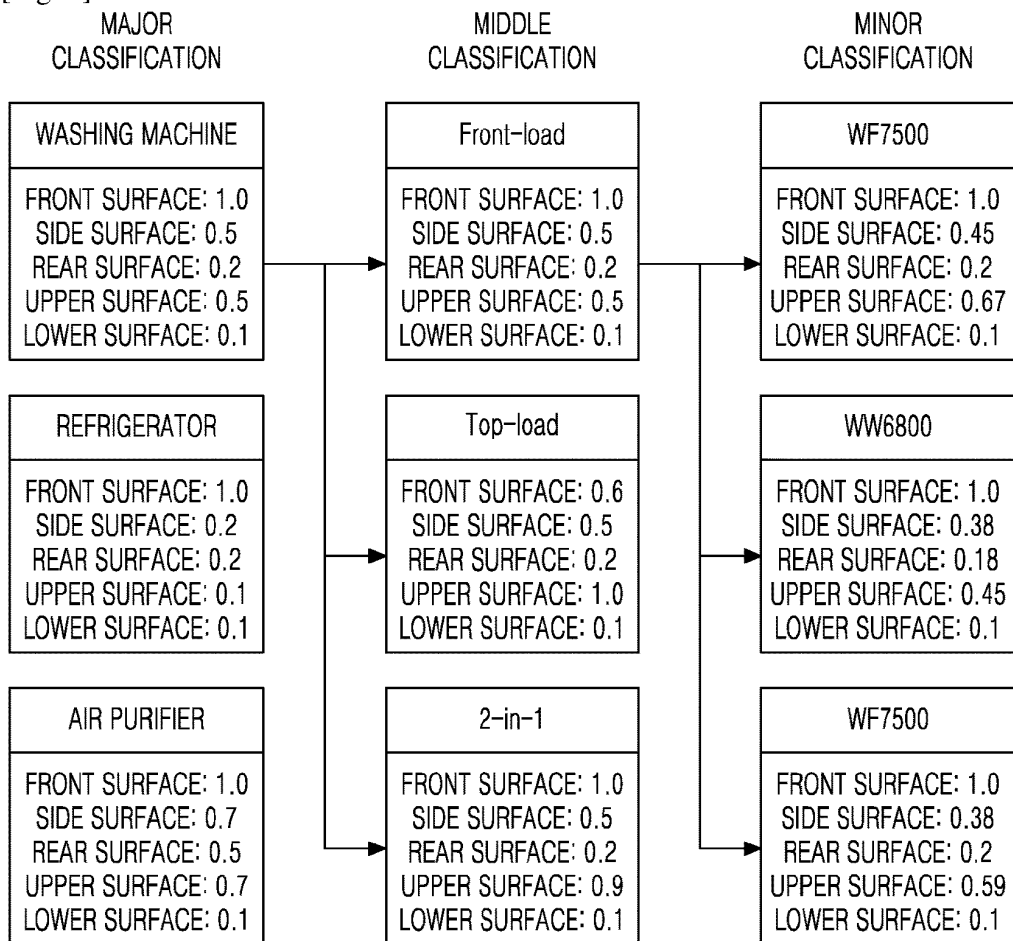 MAJOR
CLASSIFICATION
WASHING MACHINE
FRONT SURFACE: 1.0
SIDE SURFACE: 0.5
REAR SURFACE: 0.2
UPPER SURFACE: 0.5
LOWER SURFACE: 0.1
REFRIGERATOR
FRONT SURFACE: 1.0
SIDE SURFACE: 0.2
REAR SURFACE: 0.2
UPPER SURFACE: 0.1
LOWER SURFACE: 0.1
AIR PURIFIER
FRONT SURFACE: 1.0
SIDE SURFACE: 0.7
REAR SURFACE: 0.5
UPPER SURFACE: 0.7
LOWER SURFACE: 0.1
MIDDLE
CLASSIFICATION
Front-load
FRONT SURFACE: 1.0
SIDE SURFACE: 0.5
REAR SURFACE: 0.2
UPPER SURFACE: 0.5
LOWER SURFACE: 0.1
Top-load
FRONT SURFACE: 0.6
SIDE SURFACE: 0.5
REAR SURFACE: 0.2
UPPER SURFACE: 1.0
LOWER SURFACE: 0.1
2-in-1
FRONT SURFACE: 1.0
SIDE SURFACE: 0.5
REAR SURFACE: 0.2
UPPER SURFACE: 0.9
LOWER SURFACE: 0.1
MINOR
CLASSIFICATION
WF7500
FRONT SURFACE: 1.0
SIDE SURFACE: 0.45
REAR SURFACE: 0.2
UPPER SURFACE: 0.67
LOWER SURFACE: 0.1
WW6800
FRONT SURFACE: 1.0
SIDE SURFACE: 0.38
REAR SURFACE: 0.18
UPPER SURFACE: 0.45
LOWER SURFACE: 0.1
WF7500
FRONT SURFACE: 1.0
SIDE SURFACE: 0.38
REAR SURFACE: 0.2
UPPER SURFACE: 0.59
LOWER SURFACE: 0.1